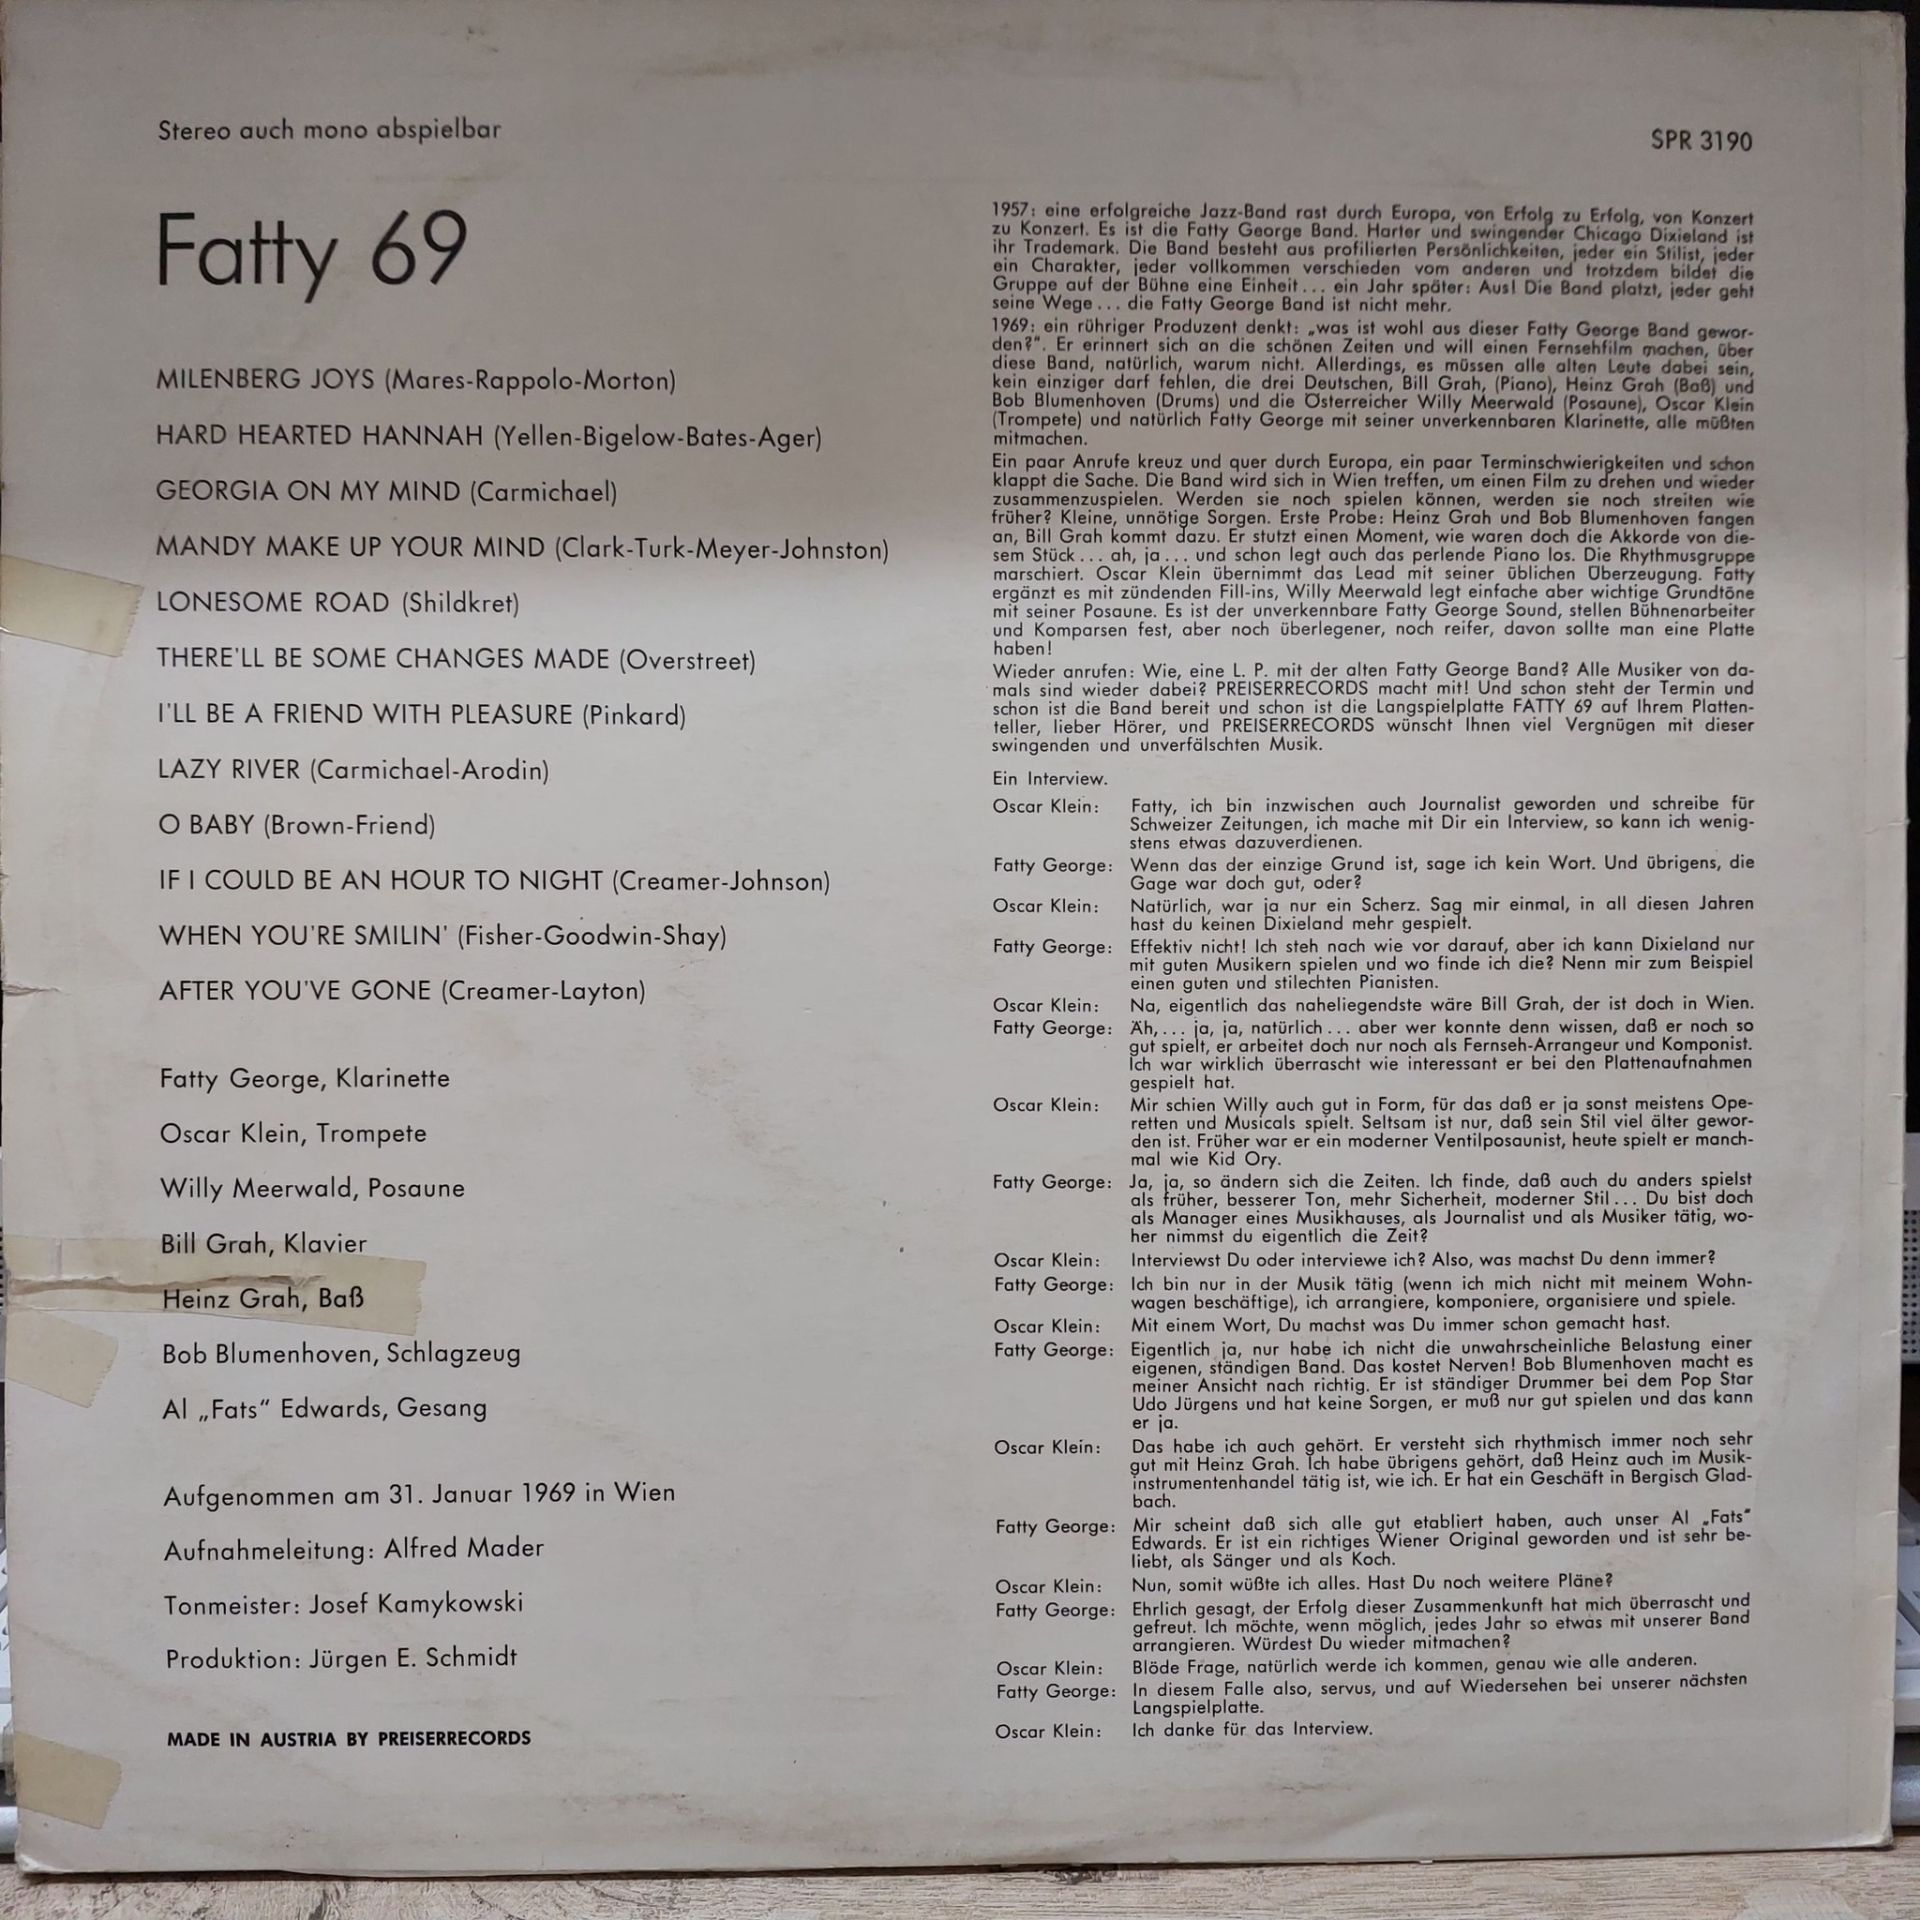 Stereo auch mono abspielbar
SPR 3190
Fatty 69
MILENBERG JOYS (Mares-Rappolo-Morton)
HARD HEARTED HANNAH (Yellen-Bigelow-Bates-Ager)
GEORGIA ON MY MIND (Carmichael)
MANDY MAKE UP YOUR MIND (Clark-Turk-Meyer-Johnston)
LONESOME ROAD (Shildkret)
THERE'LL BE SOME CHANGES MADE (Overstreet)
I'LL BE A FRIEND WITH PLEASURE (Pinkard)
LAZY RIVER (Carmichael-Arodin)
O BABY (Brown-Friend)
IF I COULD BE AN HOUR TO NIGHT (Creamer-Johnson)
WHEN YOU'RE SMILIN' (Fisher-Goodwin-Shay)
AFTER YOU'VE GONE (Creamer-Layton)
Fatty George, Klarinette
Oscar Klein, Trompete
Willy Meerwald, Posaune
Bill Grah, Klavier
Heinz Grah, Baß
Bob Blumenhoven, Schlagzeug
Al „Fats“ Edwards, Gesang
Aufgenommen am 31. Januar 1969 in Wien
Aufnahmeleitung: Alfred Mader
Tonmeister: Josef Kamykowski
Produktion: Jürgen E. Schmidt
MADE IN AUSTRIA BY PREISERRECORDS
1957: eine erfolgreiche Jazz-Band rast durch Europa, von Erfolg zu Erfolg, von Konzert
zu Konzert. Es ist die Fatty George Band. Harter und swingender Chicago Dixieland ist
ihr Trademark. Die Band besteht aus profilierten Persönlichkeiten, jeder ein Stilist, jeder
ein Charakter, jeder vollkommen verschieden vom anderen und trotzdem bildet die
Gruppe auf der Bühne eine Einheit... ein Jahr später: Aus! Die Band platzt, jeder geht
seine Wege... die Fatty George Band ist nicht mehr.
1969: ein rühriger Produzent denkt: „was ist wohl aus dieser Fatty George Band gewor-
den?“. Er erinnert sich an die schönen Zeiten und will einen Fernsehfilm machen, über
diese Band, natürlich, warum nicht. Allerdings, es müssen alle alten Leute dabei sein,
kein einziger darf fehlen, die drei Deutschen, Bill Grah, (Piano), Heinz Grah (Baß) und
Bob Blumenhoven (Drums) und die Österreicher Willy Meerwald (Posaune), Oscar Klein
(Trompete) und natürlich Fatty George mit seiner unverkennbaren Klarinette, alle müßten
mitmachen.
Ein paar Anrufe kreuz und quer durch Europa, ein paar Terminschwierigkeiten und schon
klappt die Sache. Die Band wird sich in Wien treffen, um einen Film zu drehen und wieder
zusammenzuspielen. Werden sie noch spielen können, werden sie noch streiten wie
früher? Kleine, unnötige Sorgen. Erste Probe: Heinz Grah und Bob Blumenhoven fangen
an, Bill Grah kommt dazu. Er stutzt einen Moment, wie waren doch die Akkorde von die-
sem Stück... ah, ja... und schon legt auch das perlende Piano los. Die Rhythmusgruppe
marschiert. Oscar Klein übernimmt das Lead mit seiner üblichen Überzeugung. Fatty
ergänzt es mit zündenden Fill-ins, Willy Meerwald legt einfache aber wichtige Grundtöne
mit seiner Posaune. Es ist der unverkennbare Fatty George Sound, stellen Bühnenarbeiter
und Komparsen fest, aber noch überlegener, noch reifer, davon sollte man eine Platte
haben!
Wieder anrufen: Wie, eine L. P. mit der alten Fatty George Band? Alle Musiker von da-
mals sind wieder dabei? PREISERRECORDS macht mit! Und schon steht der Termin und
schon ist die Band bereit und schon ist die Langspielplatte FATTY 69 auf Ihrem Platten-
teller, lieber Hörer, und PREISERRECORDS wünscht Ihnen viel Vergnügen mit dieser
swingenden und unverfälschten Musik.
Ein Interview.
Oscar Klein: Fatty, ich bin inzwischen auch Journalist geworden und schreibe für
Schweizer Zeitungen, ich mache mit Dir ein Interview, so kann ich wenig-
stens etwas dazuverdienen.
Fatty George: Wenn das der einzige Grund ist, sage ich kein Wort. Und übrigens, die
Gage war doch gut, oder?
Oscar Klein: Natürlich, war ja nur ein Scherz. Sag mir einmal, in all diesen Jahren
hast du keinen Dixieland mehr gespielt.
Fatty George: Effektiv nicht! Ich steh nach wie vor darauf, aber ich kann Dixieland nur
mit guten Musikern spielen und wo finde ich die? Nenn mir zum Beispiel
einen guten und stilechten Pianisten.
Oscar Klein: Na, eigentlich das naheliegendste wäre Bill Grah, der ist doch in Wien.
Fatty George: Äh,... ja, ja, natürlich... aber wer konnte denn wissen, daß er noch so
gut spielt, er arbeitet doch nur noch als Fernseh-Arrangeur und Komponist.
Ich war wirklich überrascht wie interessant er bei den Plattenaufnahmen
gespielt hat.
Oscar Klein: Mir schien Willy auch gut in Form, für das daß er ja sonst meistens Ope-
retten und Musicals spielt. Seltsam ist nur, daß sein Stil viel älter gewor-
den ist. Früher war er ein moderner Ventilposaunist, heute spielt er manch-
mal wie Kid Ory.
Fatty George: Ja, ja, so ändern sich die Zeiten. Ich finde, daß auch du anders spielst
als früher, besserer Ton, mehr Sicherheit, moderner Stil... Du bist doch
als Manager eines Musikhauses, als Journalist und als Musiker tätig, wo-
her nimmst du eigentlich die Zeit?
Oscar Klein: Interviewst Du oder interviewe ich? Also, was machst Du denn immer?
Fatty George: Ich bin nur in der Musik tätig (wenn ich mich nicht mit meinem Wohn-
wagen beschäftige), ich arrangiere, komponiere, organisiere und spiele.
Oscar Klein: Mit einem Wort, Du machst was Du immer schon gemacht hast.
Fatty George: Eigentlich ja, nur habe ich nicht die unwahrscheinliche Belastung einer
eigenen, ständigen Band. Das kostet Nerven! Bob Blumenhoven macht es
meiner Ansicht nach richtig. Er ist ständiger Drummer bei dem Pop Star
Udo Jürgens und hat keine Sorgen, er muß nur gut spielen und das kann
er ja.
Oscar Klein: Das habe ich auch gehört. Er versteht sich rhythmisch immer noch sehr
gut mit Heinz Grah. Ich habe übrigens gehört, daß Heinz auch im Musik-
instrumentenhandel tätig ist, wie ich. Er hat ein Geschäft in Bergisch Glad-
bach.
Fatty George: Mir scheint daß sich alle gut etabliert haben, auch unser Al „Fats“
Edwards. Er ist ein richtiges Wiener Original geworden und ist sehr be-
liebt, als Sänger und als Koch.
Oscar Klein: Nun, somit wüßte ich alles. Hast Du noch weitere Pläne?
Fatty George: Ehrlich gesagt, der Erfolg dieser Zusammenkunft hat mich überrascht und
gefreut. Ich möchte, wenn möglich, jedes Jahr so etwas mit unserer Band
arrangieren. Würdest Du wieder mitmachen?
Oscar Klein: Blöde Frage, natürlich werde ich kommen, genau wie alle anderen.
Fatty George: In diesem Falle also, servus, und auf Wiedersehen bei unserer nächsten
Langspielplatte.
Oscar Klein: Ich danke für das Interview.